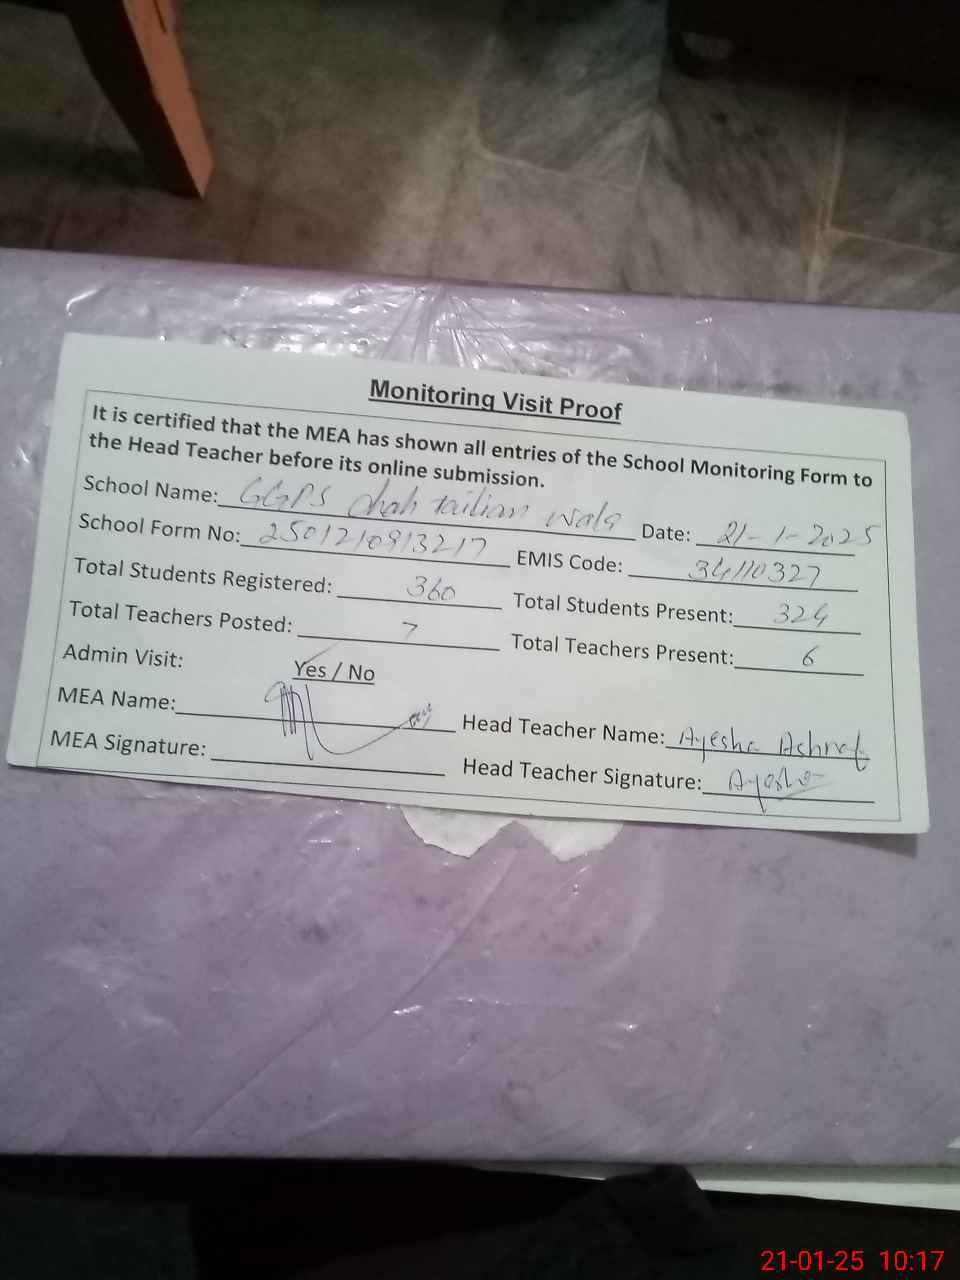 Monitoring Visit Proof
It is certified that the MEA has shown all entries of the School Monitoring Form to
the Head Teacher before its online submission.
School Name: GGPS chah tailian wala Date: 21-1-2025
School Form No: 2501210913217 EMIS Code: 34110327
Total Students Registered: 360 Total Students Present: 324
Total Teachers Posted: 7 Total Teachers Present: 6
Admin Visit: Yes / No
MEA Name: Head Teacher Name: Ayesha Ashraf
MEA Signature: Head Teacher Signature: Ayesha
21-01-25 10:17